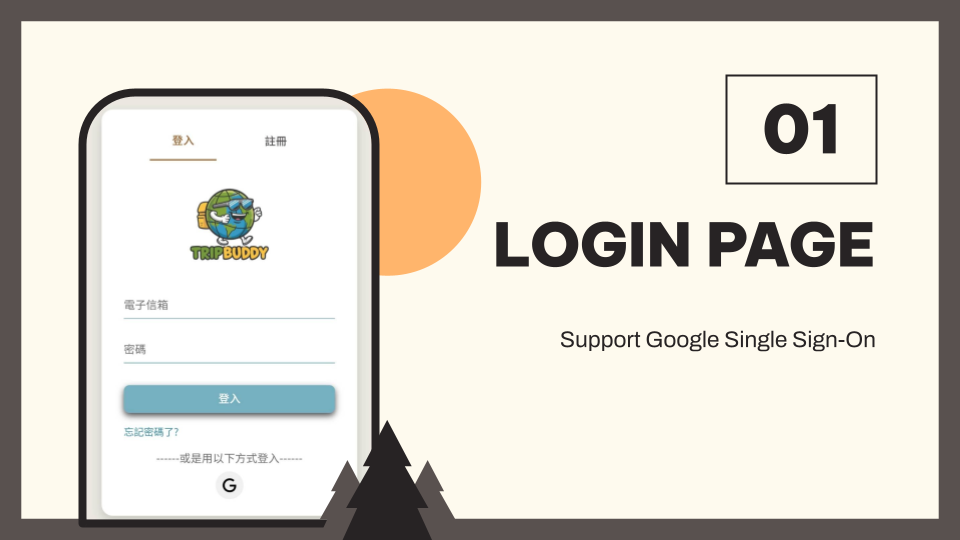 登入
註冊
TRIPBUDDY
電子信箱
密碼
登入
忘記密碼了?
------或是用以下方式登入------
G
01
LOGIN PAGE
Support Google Single Sign-On